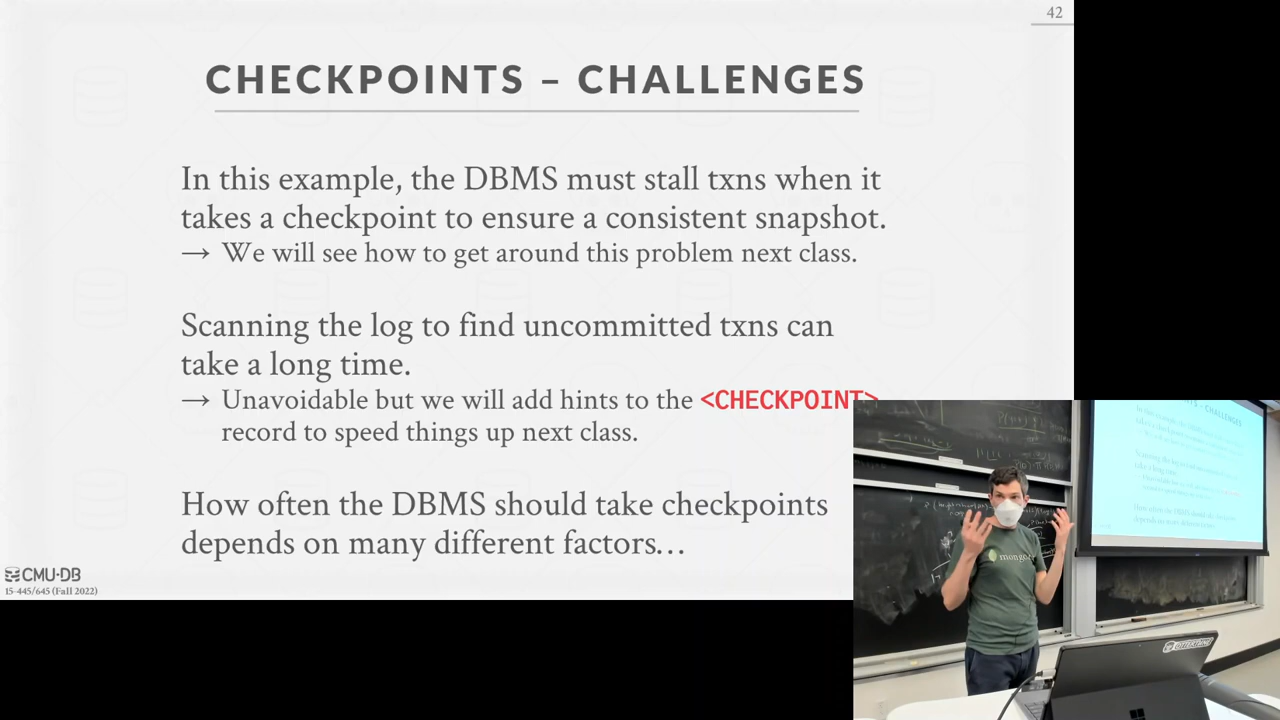 42
CHECKPOINTS – CHALLENGES
In this example, the DBMS must stall txns when it
takes a checkpoint to ensure a consistent snapshot.
→ We will see how to get around this problem next class.
Scanning the log to find uncommitted txns can
take a long time.
→ Unavoidable but we will add hints to the <CHECKPOINT>
record to speed things up next class.
How often the DBMS should take checkpoints
depends on many different factors…
CMU·DB
15-445/645 (Fall 2022)